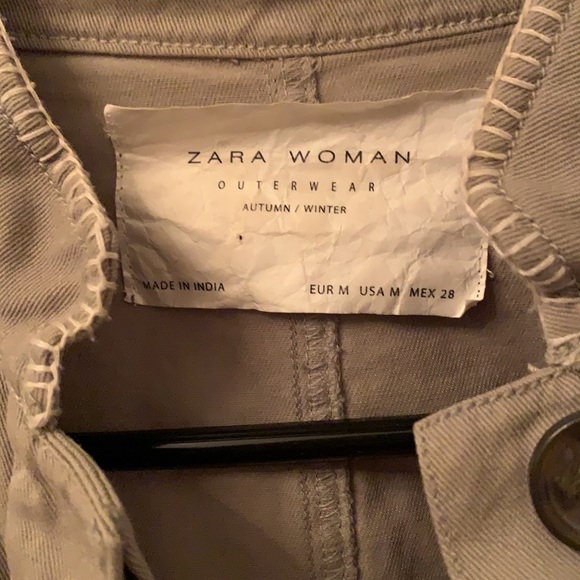 ZARA WOMAN
OUTERWEAR
AUTUMN / WINTER
MADE IN INDIA
EUR M USA M MEX 28